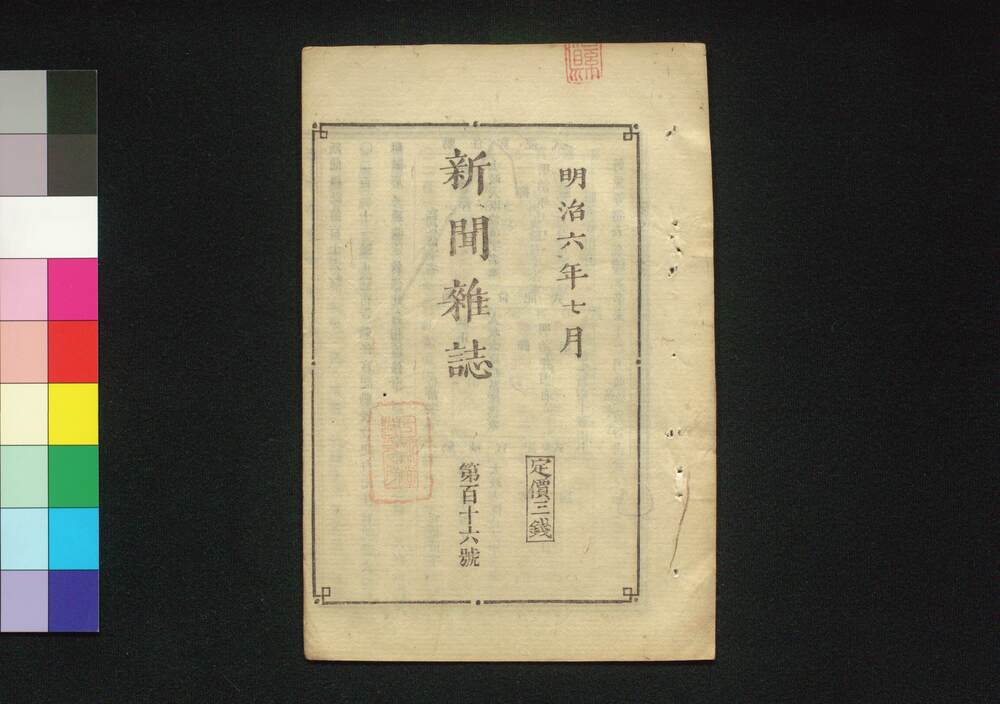 明治六年七月
新聞雜誌
定價三錢
第百十六號